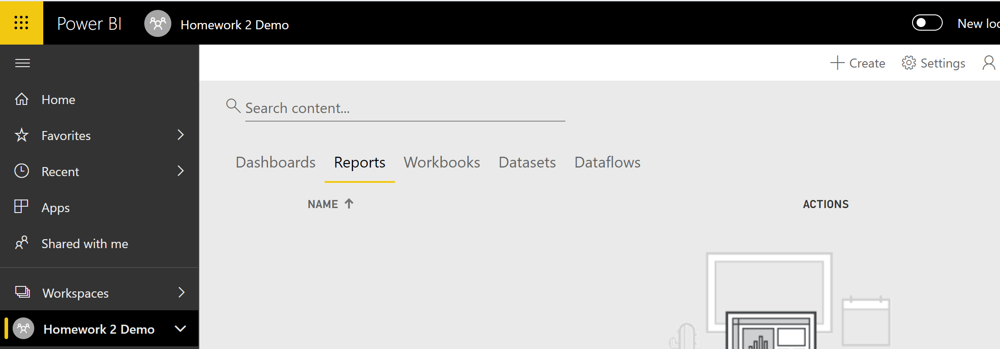 Power BI Homework 2 Demo New
Create Settings
Home
Search content...
Favorites
Dashboards Reports Workbooks Datasets Dataflows
Recent
NAME ACTIONS
Apps
Shared with me
Workspaces
Homework 2 Demo